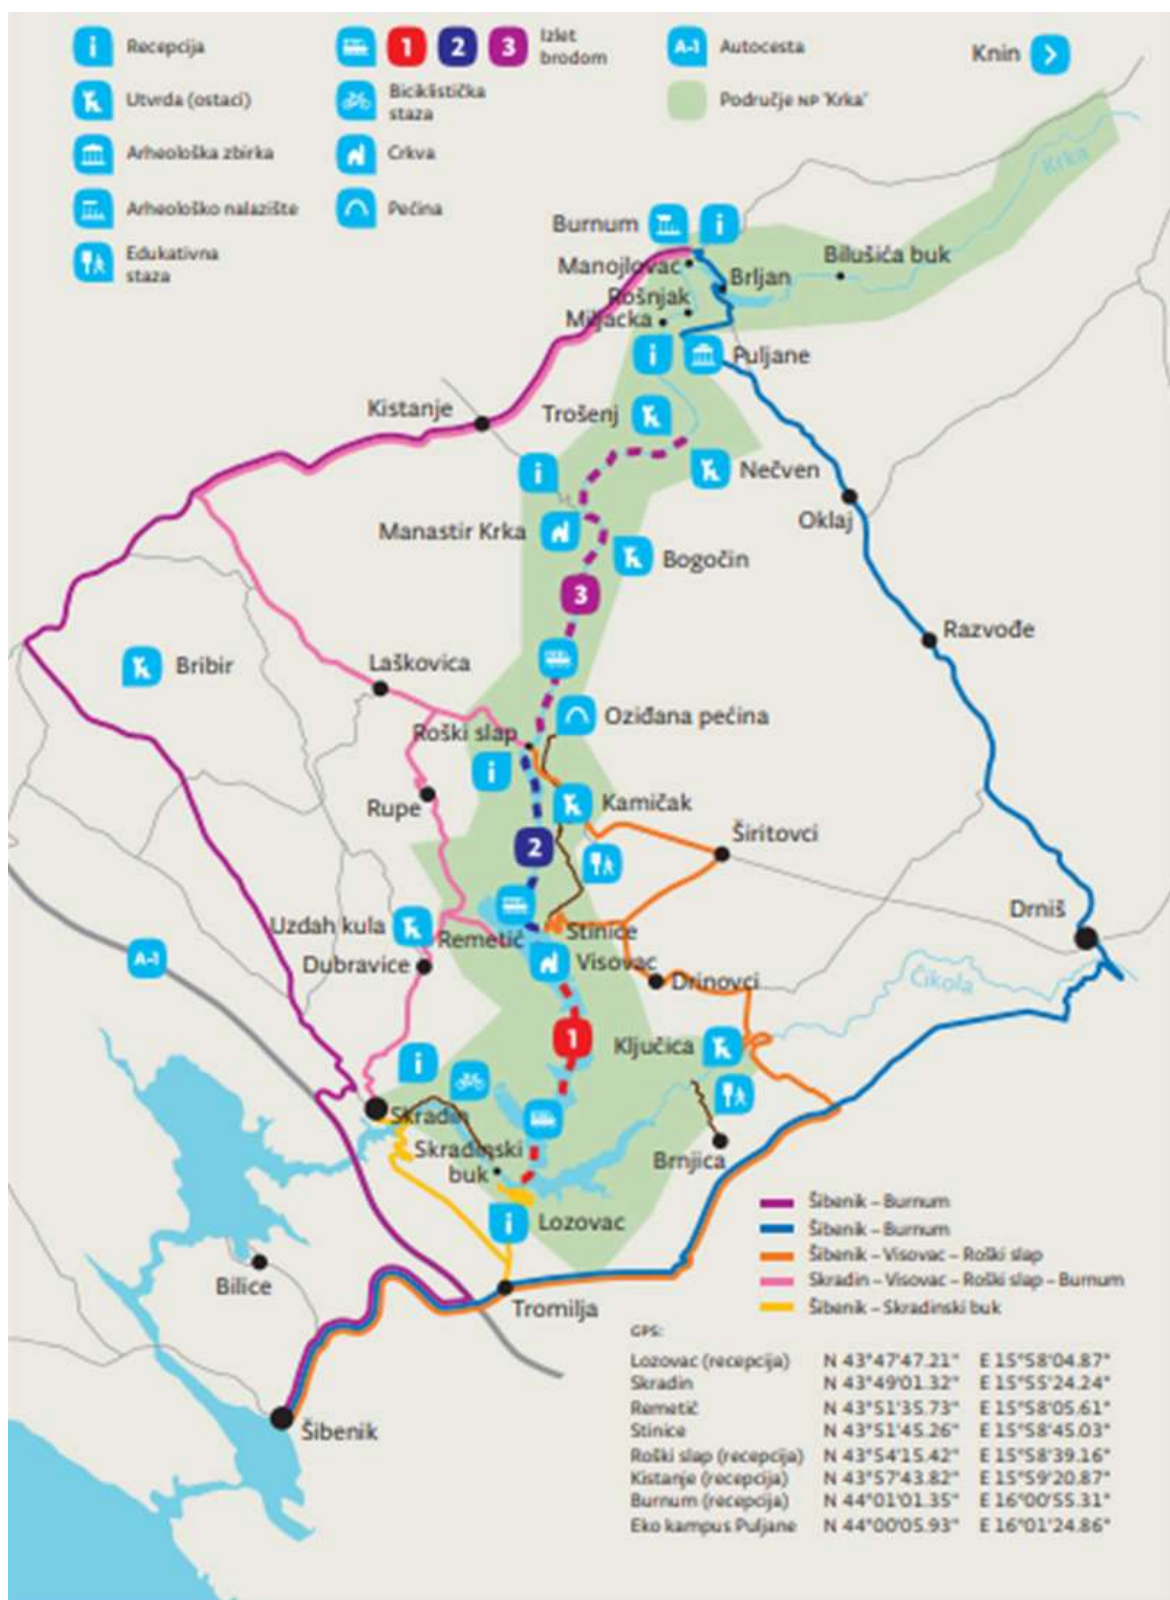 Recepcija
Utvrda (ostaci)
Arheološka zbirka
Arheološko nalazište
Edukativna
staza
1 2 3 Izlet
brodom
Biciklistička
staza
Crkva
Pećina
A-1 Autocesta
Područje NP "Krka"
Knin
Krka
Burnum
Manojlovac
Brljan
Bilušića buk
Rošnjak
Miljacka
Puljane
Kistanje
Trošenj
Nečven
Oklaj
Manastir Krka
Bogočin
3
Razvođe
Bribir
Laškovica
Oziđana pećina
Roški slap
Rupe
Kamičak
Širitovci
2
Drniš
Uzdah kula
Remetić
Stinice
Dubravice
Visovac
Drinovci
A-1
Čikola
1
Ključica
Skradin
Skradinski
buk
Brnjica
Lozovac
Bilice
Tromilja
Šibenik
Šibenik – Burnum
Šibenik – Burnum
Šibenik – Visovac – Roški slap
Skradin – Visovac – Roški slap – Burnum
Šibenik – Skradinski buk
GPS:
Lozovac (recepcija) N 43°47'47.21" E 15°58'04.87"
Skradin N 43°49'01.32" E 15°55'24.24"
Remetić N 43°51'35.73" E 15°58'05.61"
Stinice N 43°51'45.26" E 15°58'45.03"
Roški slap (recepcija) N 43°54'15.42" E 15°58'39.16"
Kistanje (recepcija) N 43°57'43.82" E 15°59'20.87"
Burnum (recepcija) N 44°01'01.35" E 16°00'55.31"
Eko kampus Puljane N 44°00'05.93" E 16°01'24.86"